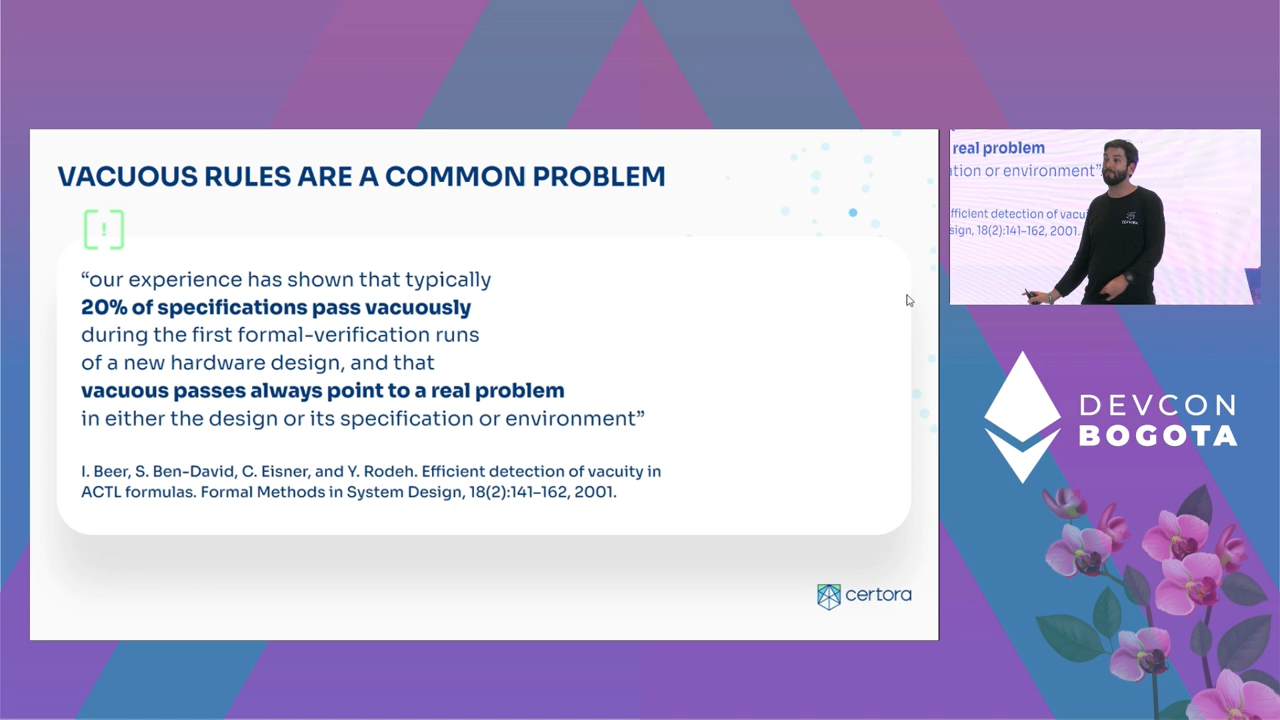 VACUOUS RULES ARE A COMMON PROBLEM
[!]
“our experience has shown that typically
20% of specifications pass vacuously
during the first formal-verification runs
of a new hardware design, and that
vacuous passes always point to a real problem
in either the design or its specification or environment”
I. Beer, S. Ben-David, C. Eisner, and Y. Rodeh. Efficient detection of vacuity in
ACTL formulas. Formal Methods in System Design, 18(2):141–162, 2001.
certora
real problem
ation or environment”
fficient detection of vacui
sign, 18(2):141–162, 2001.
DEVCON
BOGOTA